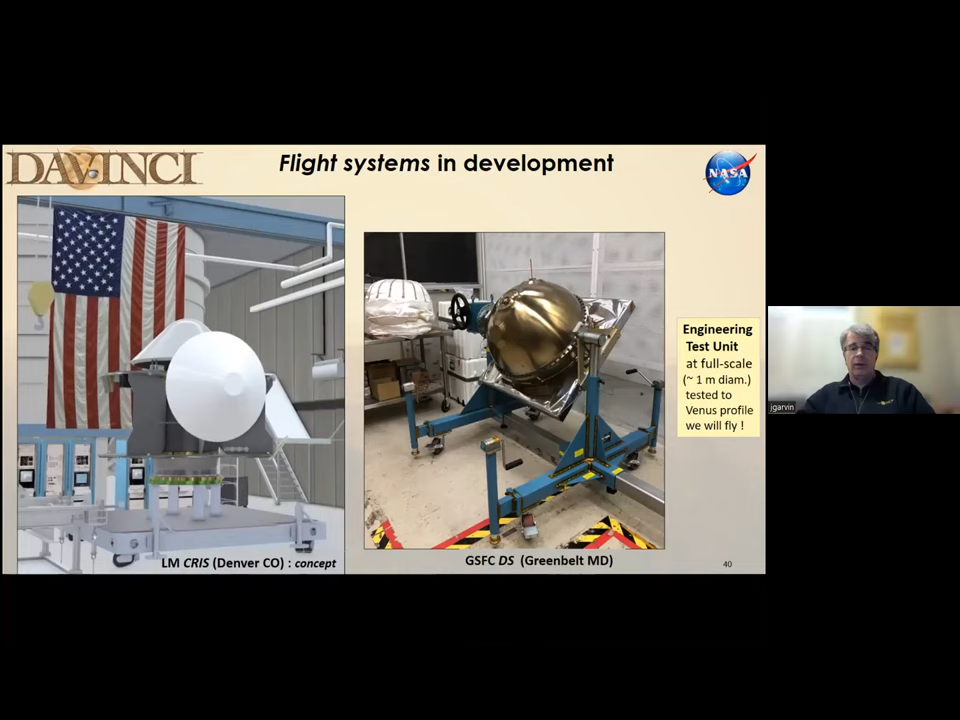 DAVINCI
Flight systems in development
NASA
Engineering
Test Unit
at full-scale
(~ 1 m diam.)
tested to
Venus profile
we will fly !
LM CRIS (Denver CO) : concept
GSFC DS (Greenbelt MD)
40
jgarvin